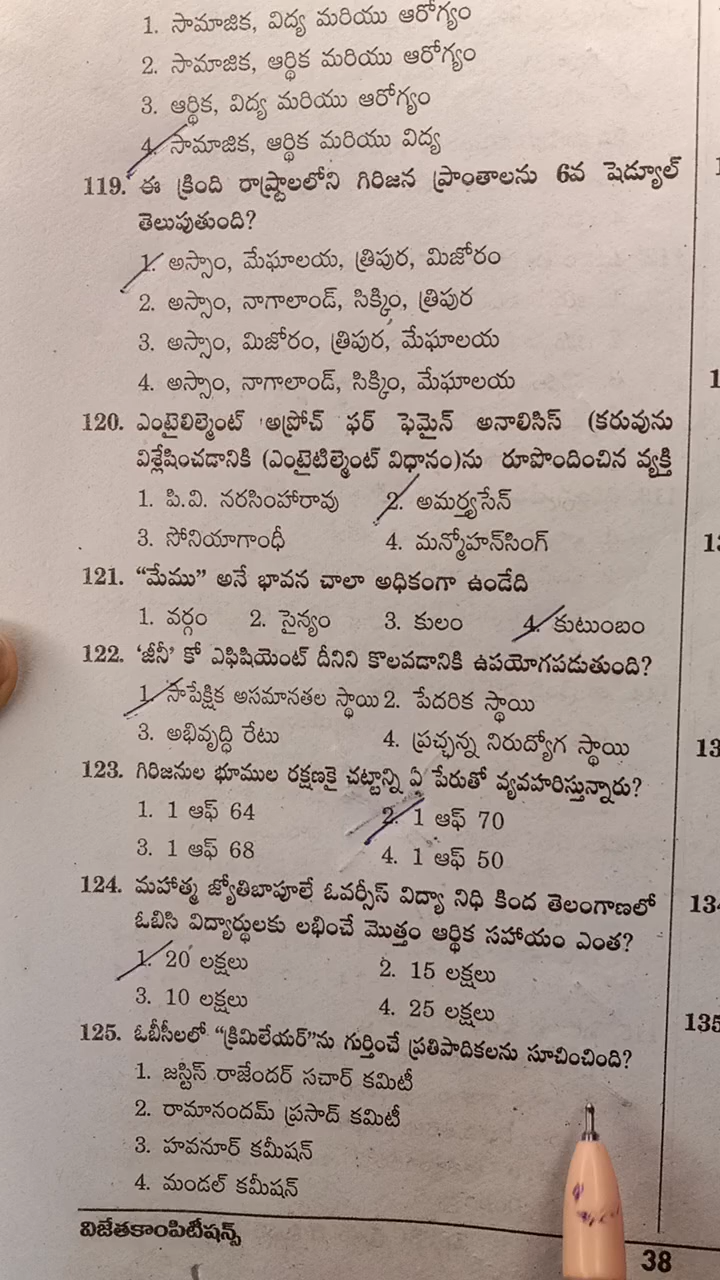 1. సామాజిక, విద్య మరియు ఆరోగ్యం
2. సామాజిక, ఆర్థిక మరియు ఆరోగ్యం
3. ఆర్థిక, విద్య మరియు ఆరోగ్యం
4. సామాజిక, ఆర్థిక మరియు విద్య
119. ఈ క్రింది రాష్ట్రాలలోని గిరిజన ప్రాంతాలను 6వ షెడ్యూల్
తెలుపుతుంది?
1. అస్సాం, మేఘాలయ, త్రిపుర, మిజోరం
2. అస్సాం, నాగాలాండ్, సిక్కిం, త్రిపుర
3. అస్సాం, మిజోరం, త్రిపుర, మేఘాలయ
4. అస్సాం, నాగాలాండ్, సిక్కిం, మేఘాలయ
120. ఎంటైలిల్మెంట్ అప్రోచ్ ఫర్ ఫెమైన్ అనాలిసిస్ (కరువును
విశ్లేషించడానికి (ఎంటైటిల్మెంట్ విధానం)ను రూపొందించిన వ్యక్తి
1. పి.వి. నరసింహారావు 2. అమర్త్యసేన్
3. సోనియాగాంధీ 4. మన్మోహన్‌సింగ్
121. “మేము” అనే భావన చాలా అధికంగా ఉండేది
1. వర్గం 2. సైన్యం 3. కులం 4. కుటుంబం
122. ‘జీనీ’ కో ఎఫిషియెంట్ దీనిని కొలవడానికి ఉపయోగపడుతుంది?
1. సాపేక్షిక అసమానతల స్థాయి 2. పేదరిక స్థాయి
3. అభివృద్ధి రేటు 4. ప్రచ్ఛన్న నిరుద్యోగ స్థాయి
123. గిరిజనుల భూముల రక్షణకై చట్టాన్ని ఏ పేరుతో వ్యవహరిస్తున్నారు?
1. 1 ఆఫ్ 64 2. 1 ఆఫ్ 70
3. 1 ఆఫ్ 68 4. 1 ఆఫ్ 50
124. మహాత్మ జ్యోతిబాపూలే ఓవర్సీస్ విద్యా నిధి కింద తెలంగాణలో
ఓబిసి విద్యార్థులకు లభించే మొత్తం ఆర్థిక సహాయం ఎంత?
1. 20 లక్షలు 2. 15 లక్షలు
3. 10 లక్షలు 4. 25 లక్షలు
125. ఓబీసీలలో “క్రిమిలేయర్”ను గుర్తించే ప్రతిపాదికలను సూచించింది?
1. జస్టిస్ రాజేందర్ సచార్ కమిటీ
2. రామానందమ్ ప్రసాద్ కమిటీ
3. హవనూర్ కమీషన్
4. మండల్ కమీషన్
విజేతకాంపిటీషన్స్
38
135